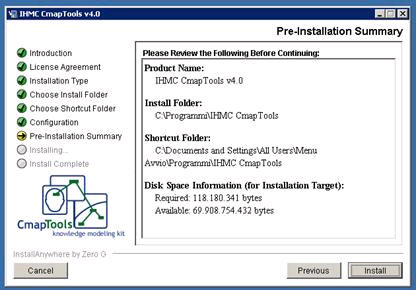 IHMC CmapTools v4.0
Pre-Installation Summary
Introduction
License Agreement
Installation Type
Choose Install Folder
Choose Shortcut Folder
Configuration
Pre-Installation Summary
Installing...
Install Complete
CmapTools
knowledge modeling kit
Please Review the Following Before Continuing:
Product Name:
IHMC CmapTools v4.0
Install Folder:
C:\Programmi\IHMC CmapTools
Shortcut Folder:
C:\Documents and Settings\All Users\Menu
Avvio\Programmi\IHMC CmapTools
Disk Space Information (for Installation Target):
Required: 118.180.341 bytes
Available: 69.908.754.432 bytes
InstallAnywhere by Zero G
Cancel
Previous
Install